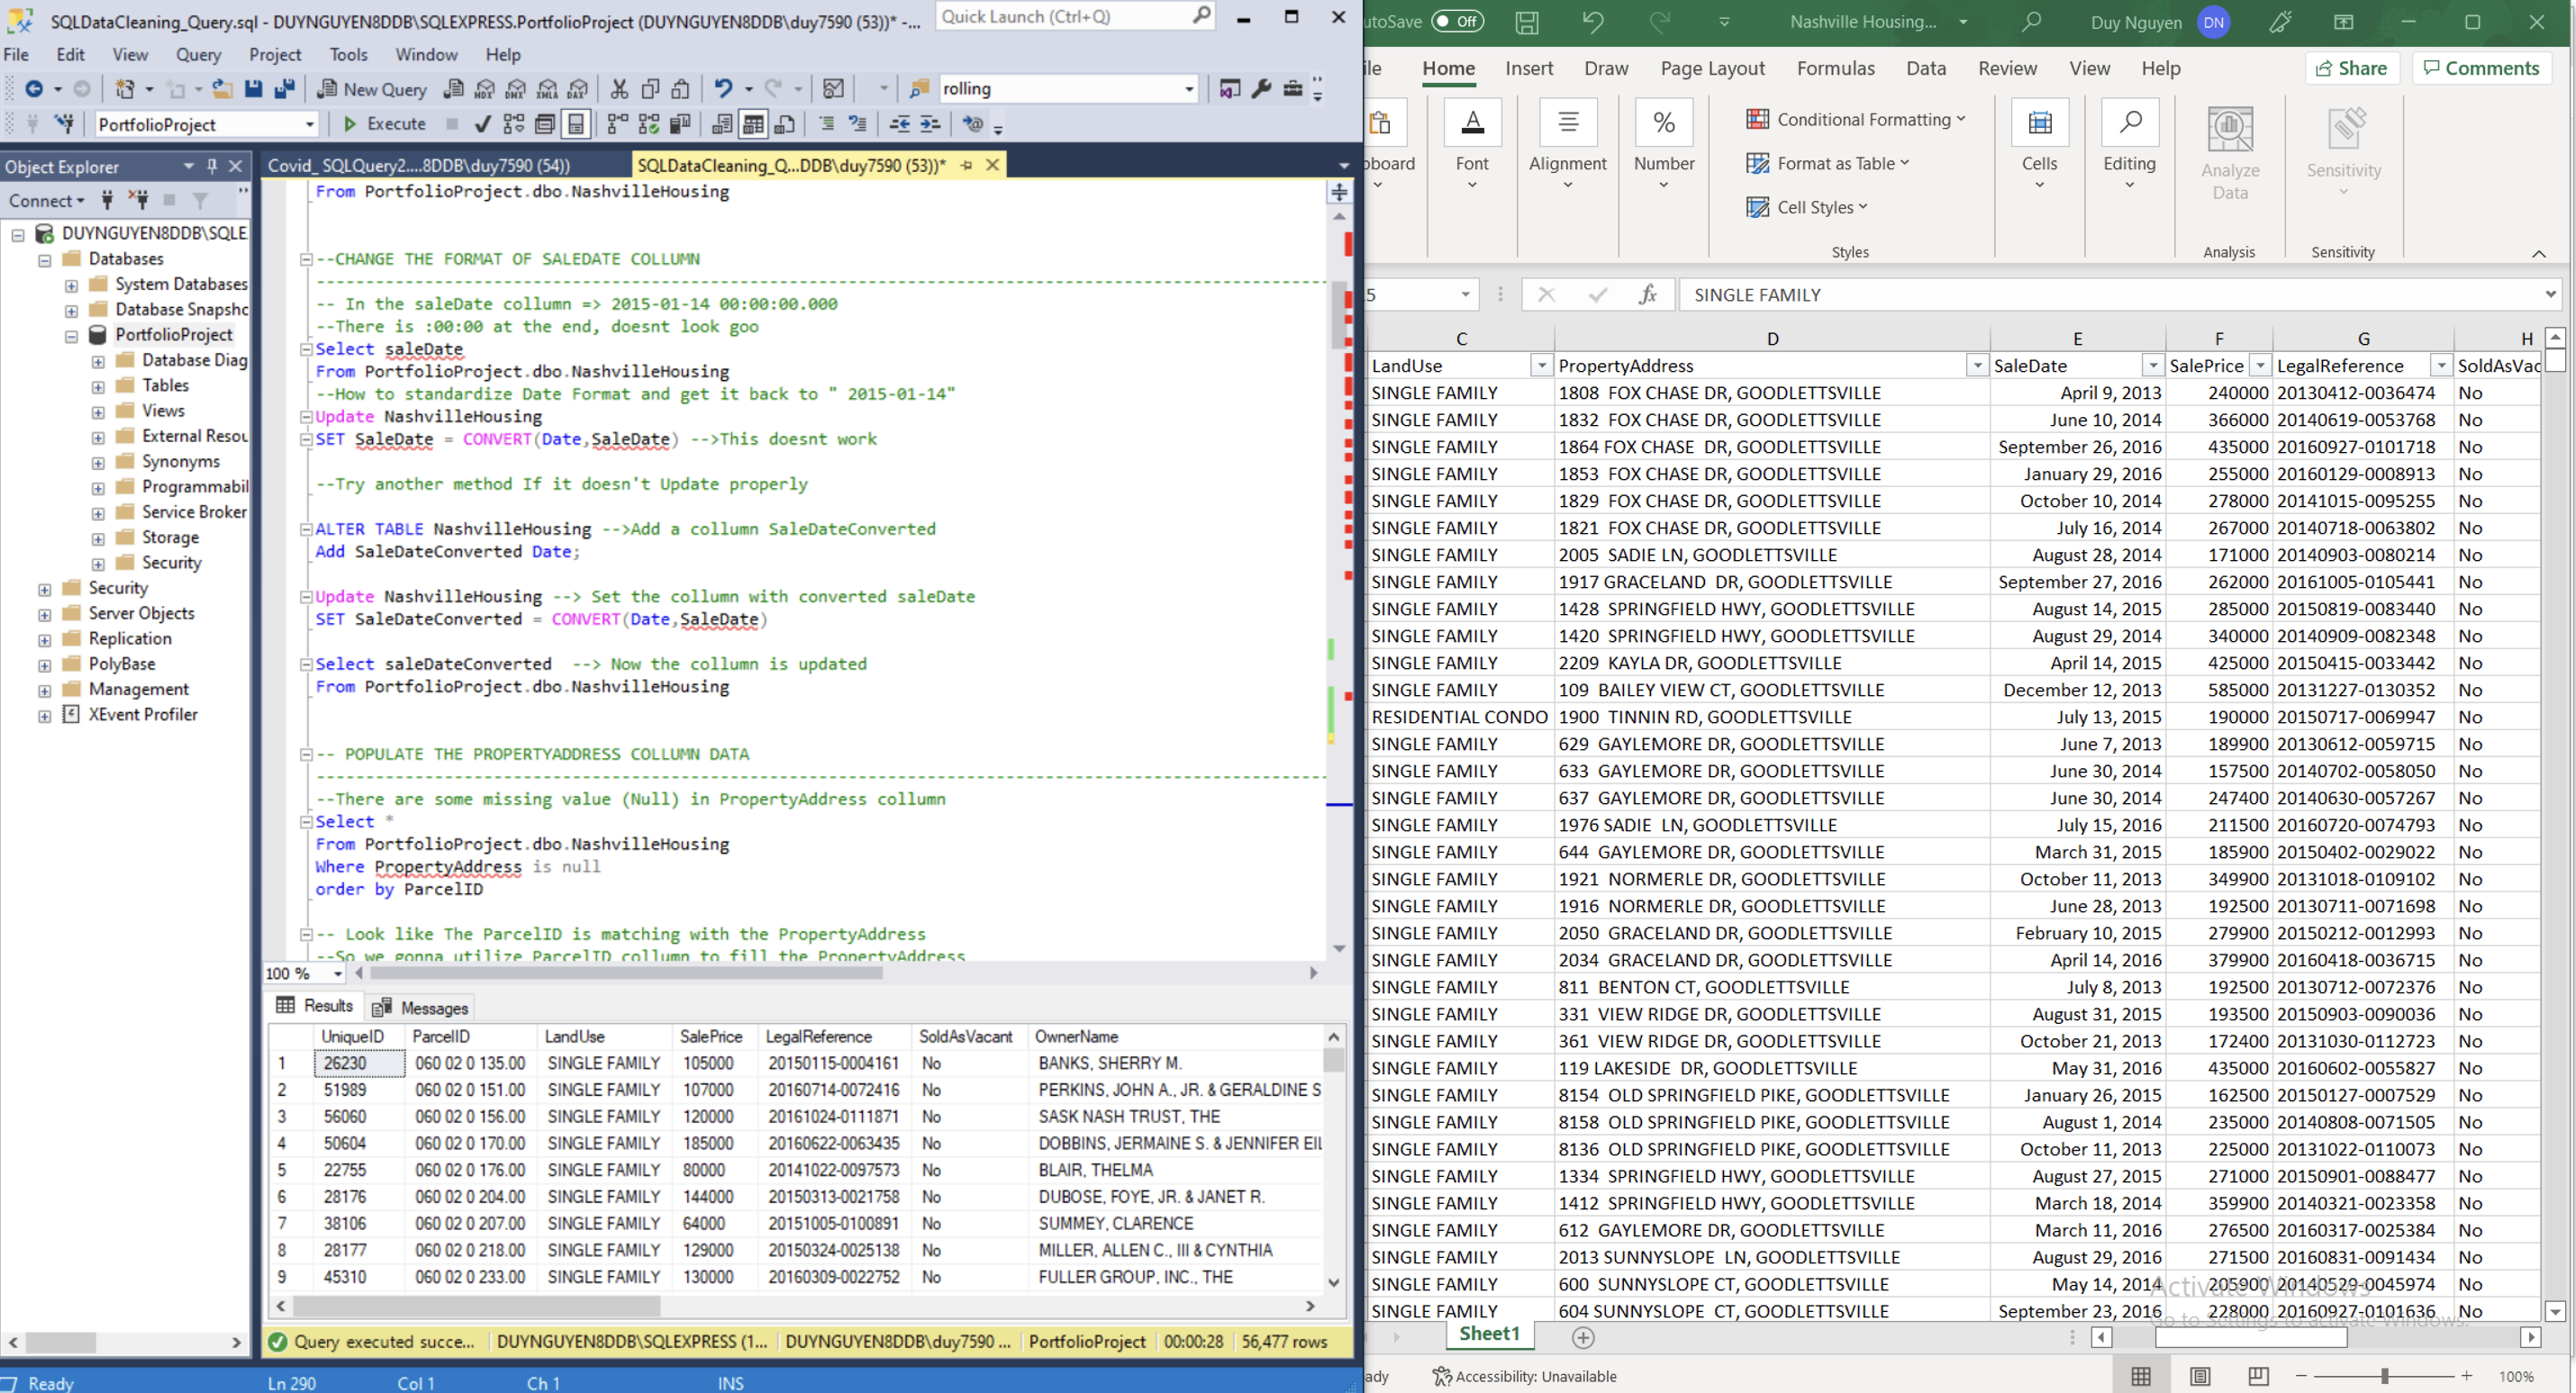 SQLDataCleaning_Query.sql - DUYNGUYEN8DDB\SQLEXPRESS.PortfolioProject (DUYNGUYEN8DDB\duy7590 (53))* -...
Quick Launch (Ctrl+Q)
File Edit View Query Project Tools Window Help
New Query
rolling
PortfolioProject
Execute
Object Explorer
Connect
DUYNGUYEN8DDB\SQLE
Databases
System Databases
Database Snapshc
PortfolioProject
Database Diag
Tables
Views
External Resou
Synonyms
Programmabil
Service Broker
Storage
Security
Security
Server Objects
Replication
PolyBase
Management
XEvent Profiler
Covid_ SQLQuery2....8DDB\duy7590 (54))
SQLDataCleaning_Q...DDB\duy7590 (53))*
From PortfolioProject.dbo.NashvilleHousing
--CHANGE THE FORMAT OF SALEDATE COLLUMN
-- In the saleDate collumn => 2015-01-14 00:00:00.000
--There is :00:00 at the end, doesnt look goo
Select saleDate
From PortfolioProject.dbo.NashvilleHousing
--How to standardize Date Format and get it back to " 2015-01-14"
Update NashvilleHousing
SET SaleDate = CONVERT(Date,SaleDate) -->This doesnt work
--Try another method If it doesn't Update properly
ALTER TABLE NashvilleHousing -->Add a collumn SaleDateConverted
Add SaleDateConverted Date;
Update NashvilleHousing --> Set the collumn with converted saleDate
SET SaleDateConverted = CONVERT(Date,SaleDate)
Select saleDateConverted --> Now the collumn is updated
From PortfolioProject.dbo.NashvilleHousing
-- POPULATE THE PROPERTYADDRESS COLLUMN DATA
--There are some missing value (Null) in PropertyAddress collumn
Select *
From PortfolioProject.dbo.NashvilleHousing
Where PropertyAddress is null
order by ParcelID
-- Look like The ParcelID is matching with the PropertyAddress
--So we gonna utilize ParcelID collumn to fill the PropertyAddress
100 %
Results Messages
UniqueID ParcelID LandUse SalePrice LegalReference SoldAsVacant OwnerName
1 26230 060 02 0 135.00 SINGLE FAMILY 105000 20150115-0004161 No BANKS, SHERRY M.
2 51989 060 02 0 151.00 SINGLE FAMILY 107000 20160714-0072416 No PERKINS, JOHN A., JR. & GERALDINE S
3 56060 060 02 0 156.00 SINGLE FAMILY 120000 20161024-0111871 No SASK NASH TRUST, THE
4 50604 060 02 0 170.00 SINGLE FAMILY 185000 20160622-0063435 No DOBBINS, JERMAINE S. & JENNIFER EIL
5 22755 060 02 0 176.00 SINGLE FAMILY 80000 20141022-0097573 No BLAIR, THELMA
6 28176 060 02 0 204.00 SINGLE FAMILY 144000 20150313-0021758 No DUBOSE, FOYE, JR. & JANET R.
7 38106 060 02 0 207.00 SINGLE FAMILY 64000 20151005-0100891 No SUMMEY, CLARENCE
8 28177 060 02 0 218.00 SINGLE FAMILY 129000 20150324-0025138 No MILLER, ALLEN C., III & CYNTHIA
9 45310 060 02 0 233.00 SINGLE FAMILY 130000 20160309-0022752 No FULLER GROUP, INC., THE
Query executed succe... DUYNGUYEN8DDB\SQLEXPRESS (1... DUYNGUYEN8DDB\duy7590 ... PortfolioProject 00:00:28 56,477 rows
Ready Ln 290 Col 1 Ch 1 INS
utoSave Off Nashville Housing... Duy Nguyen DN
ile Home Insert Draw Page Layout Formulas Data Review View Help Share Comments
pboard Font Alignment Number
Conditional Formatting
Format as Table
Cell Styles
Cells Editing
Analyze Data
Sensitivity
Styles Analysis Sensitivity
.5 fx SINGLE FAMILY
C D E F G H
LandUse PropertyAddress SaleDate SalePrice LegalReference SoldAsVac
SINGLE FAMILY 1808 FOX CHASE DR, GOODLETTSVILLE April 9, 2013 240000 20130412-0036474 No
SINGLE FAMILY 1832 FOX CHASE DR, GOODLETTSVILLE June 10, 2014 366000 20140619-0053768 No
SINGLE FAMILY 1864 FOX CHASE DR, GOODLETTSVILLE September 26, 2016 435000 20160927-0101718 No
SINGLE FAMILY 1853 FOX CHASE DR, GOODLETTSVILLE January 29, 2016 255000 20160129-0008913 No
SINGLE FAMILY 1829 FOX CHASE DR, GOODLETTSVILLE October 10, 2014 278000 20141015-0095255 No
SINGLE FAMILY 1821 FOX CHASE DR, GOODLETTSVILLE July 16, 2014 267000 20140718-0063802 No
SINGLE FAMILY 2005 SADIE LN, GOODLETTSVILLE August 28, 2014 171000 20140903-0080214 No
SINGLE FAMILY 1917 GRACELAND DR, GOODLETTSVILLE September 27, 2016 262000 20161005-0105441 No
SINGLE FAMILY 1428 SPRINGFIELD HWY, GOODLETTSVILLE August 14, 2015 285000 20150819-0083440 No
SINGLE FAMILY 1420 SPRINGFIELD HWY, GOODLETTSVILLE August 29, 2014 340000 20140909-0082348 No
SINGLE FAMILY 2209 KAYLA DR, GOODLETTSVILLE April 14, 2015 425000 20150415-0033442 No
SINGLE FAMILY 109 BAILEY VIEW CT, GOODLETTSVILLE December 12, 2013 585000 20131227-0130352 No
RESIDENTIAL CONDO 1900 TINNIN RD, GOODLETTSVILLE July 13, 2015 190000 20150717-0069947 No
SINGLE FAMILY 629 GAYLEMORE DR, GOODLETTSVILLE June 7, 2013 189900 20130612-0059715 No
SINGLE FAMILY 633 GAYLEMORE DR, GOODLETTSVILLE June 30, 2014 157500 20140702-0058050 No
SINGLE FAMILY 637 GAYLEMORE DR, GOODLETTSVILLE June 30, 2014 247400 20140630-0057267 No
SINGLE FAMILY 1976 SADIE LN, GOODLETTSVILLE July 15, 2016 211500 20160720-0074793 No
SINGLE FAMILY 644 GAYLEMORE DR, GOODLETTSVILLE March 31, 2015 185900 20150402-0029022 No
SINGLE FAMILY 1921 NORMERLE DR, GOODLETTSVILLE October 11, 2013 349900 20131018-0109102 No
SINGLE FAMILY 1916 NORMERLE DR, GOODLETTSVILLE June 28, 2013 192500 20130711-0071698 No
SINGLE FAMILY 2050 GRACELAND DR, GOODLETTSVILLE February 10, 2015 279900 20150212-0012993 No
SINGLE FAMILY 2034 GRACELAND DR, GOODLETTSVILLE April 14, 2016 379900 20160418-0036715 No
SINGLE FAMILY 811 BENTON CT, GOODLETTSVILLE July 8, 2013 192500 20130712-0072376 No
SINGLE FAMILY 331 VIEW RIDGE DR, GOODLETTSVILLE August 31, 2015 193500 20150903-0090036 No
SINGLE FAMILY 361 VIEW RIDGE DR, GOODLETTSVILLE October 21, 2013 172400 20131030-0112723 No
SINGLE FAMILY 119 LAKESIDE DR, GOODLETTSVILLE May 31, 2016 435000 20160602-0055827 No
SINGLE FAMILY 8154 OLD SPRINGFIELD PIKE, GOODLETTSVILLE January 26, 2015 162500 20150127-0007529 No
SINGLE FAMILY 8158 OLD SPRINGFIELD PIKE, GOODLETTSVILLE August 1, 2014 235000 20140808-0071505 No
SINGLE FAMILY 8136 OLD SPRINGFIELD PIKE, GOODLETTSVILLE October 11, 2013 225000 20131022-0110073 No
SINGLE FAMILY 1334 SPRINGFIELD HWY, GOODLETTSVILLE August 27, 2015 271000 20150901-0088477 No
SINGLE FAMILY 1412 SPRINGFIELD HWY, GOODLETTSVILLE March 18, 2014 359900 20140321-0023358 No
SINGLE FAMILY 612 GAYLEMORE DR, GOODLETTSVILLE March 11, 2016 276500 20160317-0025384 No
SINGLE FAMILY 2013 SUNNYSLOPE LN, GOODLETTSVILLE August 29, 2016 271500 20160831-0091434 No
SINGLE FAMILY 600 SUNNYSLOPE CT, GOODLETTSVILLE May 14, 2014 205900 20140529-0045974 No
SINGLE FAMILY 604 SUNNYSLOPE CT, GOODLETTSVILLE September 23, 2016 228000 20160927-0101636 No
Activate Windows
Go to Settings to activate Windows.
Sheet1
ady Accessibility: Unavailable 100%